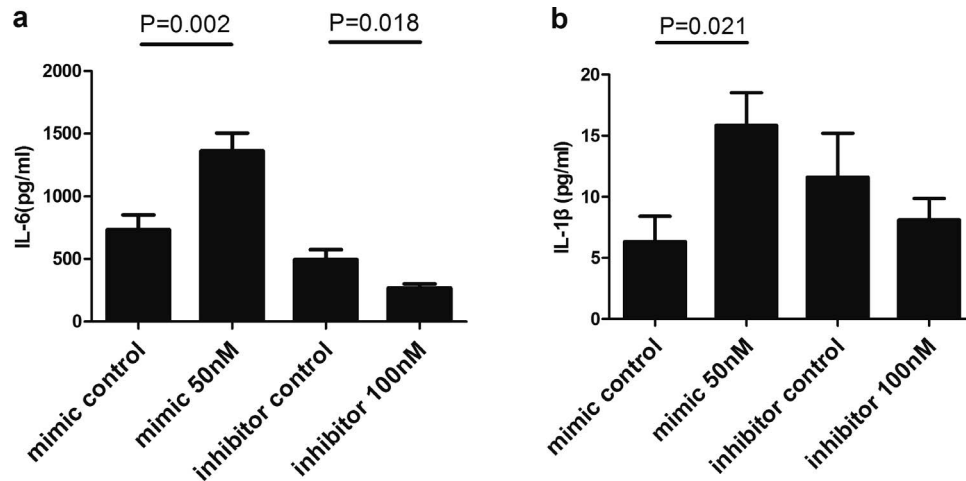 a
P=0.002
P=0.018
IL-6(pg/ml)
2000
1500
1000
500
0
mimic control
mimic 50nM
inhibitor control
inhibitor 100nM
b
P=0.021
IL-1β (pg/ml)
20
15
10
5
0
mimic control
mimic 50nM
inhibitor control
inhibitor 100nM